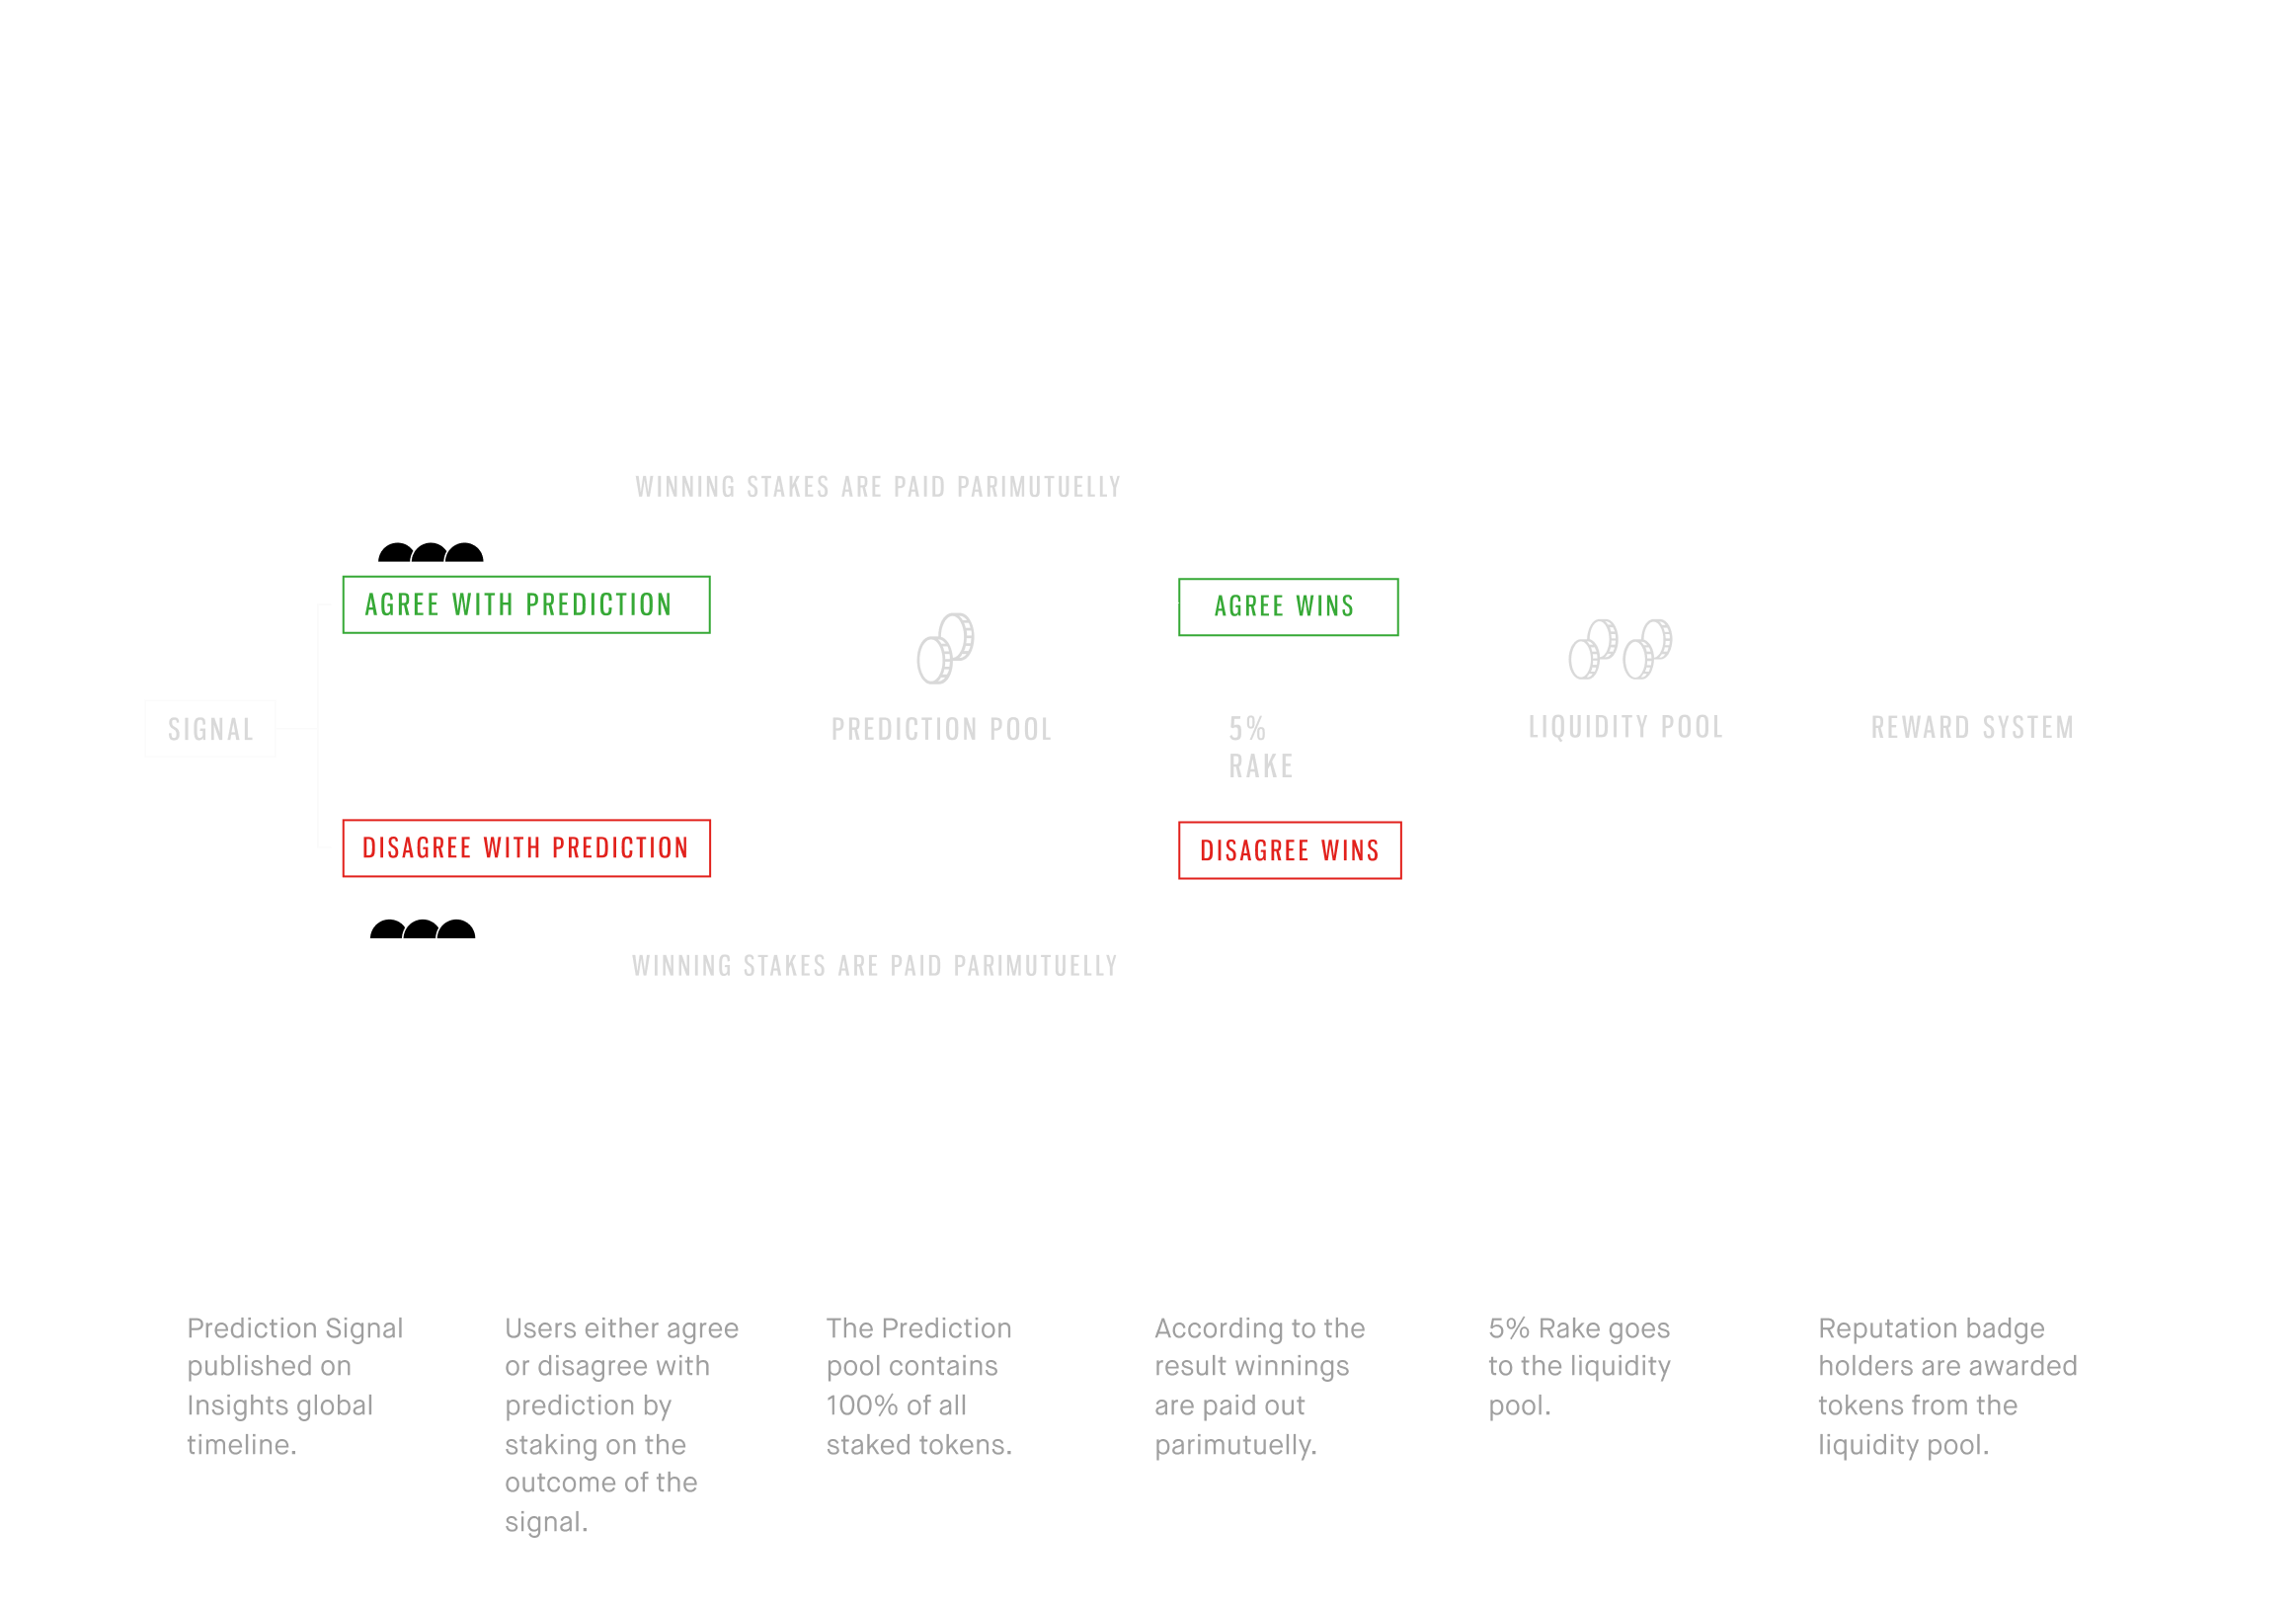 WINNING STAKES ARE PAID PARIMUTUELLY
AGREE WITH PREDICTION
AGREE WINS
SIGNAL
PREDICTION POOL
5%
RAKE
LIQUIDITY POOL
REWARD SYSTEM
DISAGREE WITH PREDICTION
DISAGREE WINS
WINNING STAKES ARE PAID PARIMUTUELLY
Prediction Signal
published on
Insights global
timeline.
Users either agree
or disagree with
prediction by
staking on the
outcome of the
signal.
The Prediction
pool contains
100% of all
staked tokens.
According to the
result winnings
are paid out
parimutuelly.
5% Rake goes
to the liquidity
pool.
Reputation badge
holders are awarded
tokens from the
liquidity pool.